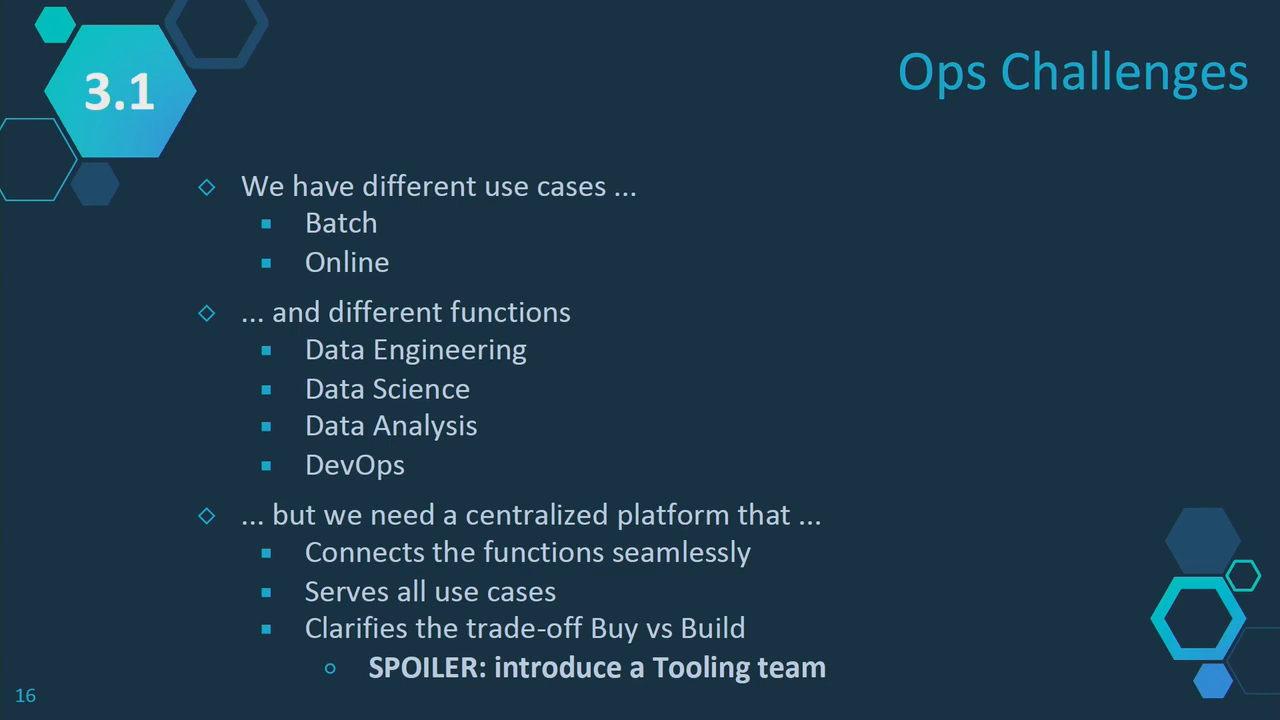 3.1
Ops Challenges
We have different use cases ...
Batch
Online
... and different functions
Data Engineering
Data Science
Data Analysis
DevOps
... but we need a centralized platform that ...
Connects the functions seamlessly
Serves all use cases
Clarifies the trade-off Buy vs Build
SPOILER: introduce a Tooling team
16